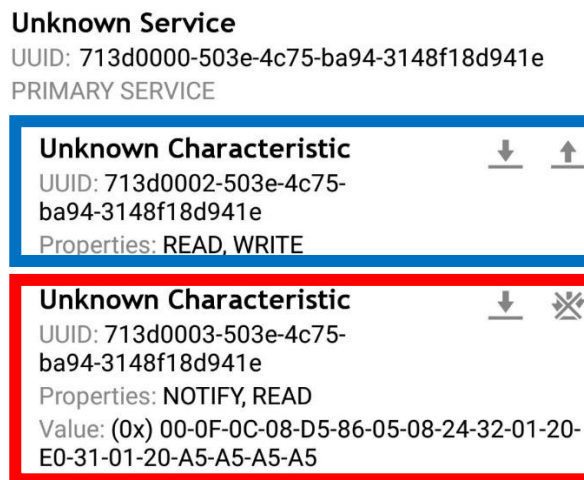 Unknown Service
UUID: 713d0000-503e-4c75-ba94-3148f18d941e
PRIMARY SERVICE
Unknown Characteristic
UUID: 713d0002-503e-4c75-
ba94-3148f18d941e
Properties: READ, WRITE
Unknown Characteristic
UUID: 713d0003-503e-4c75-
ba94-3148f18d941e
Properties: NOTIFY, READ
Value: (0x) 00-0F-0C-08-D5-86-05-08-24-32-01-20-
E0-31-01-20-A5-A5-A5-A5